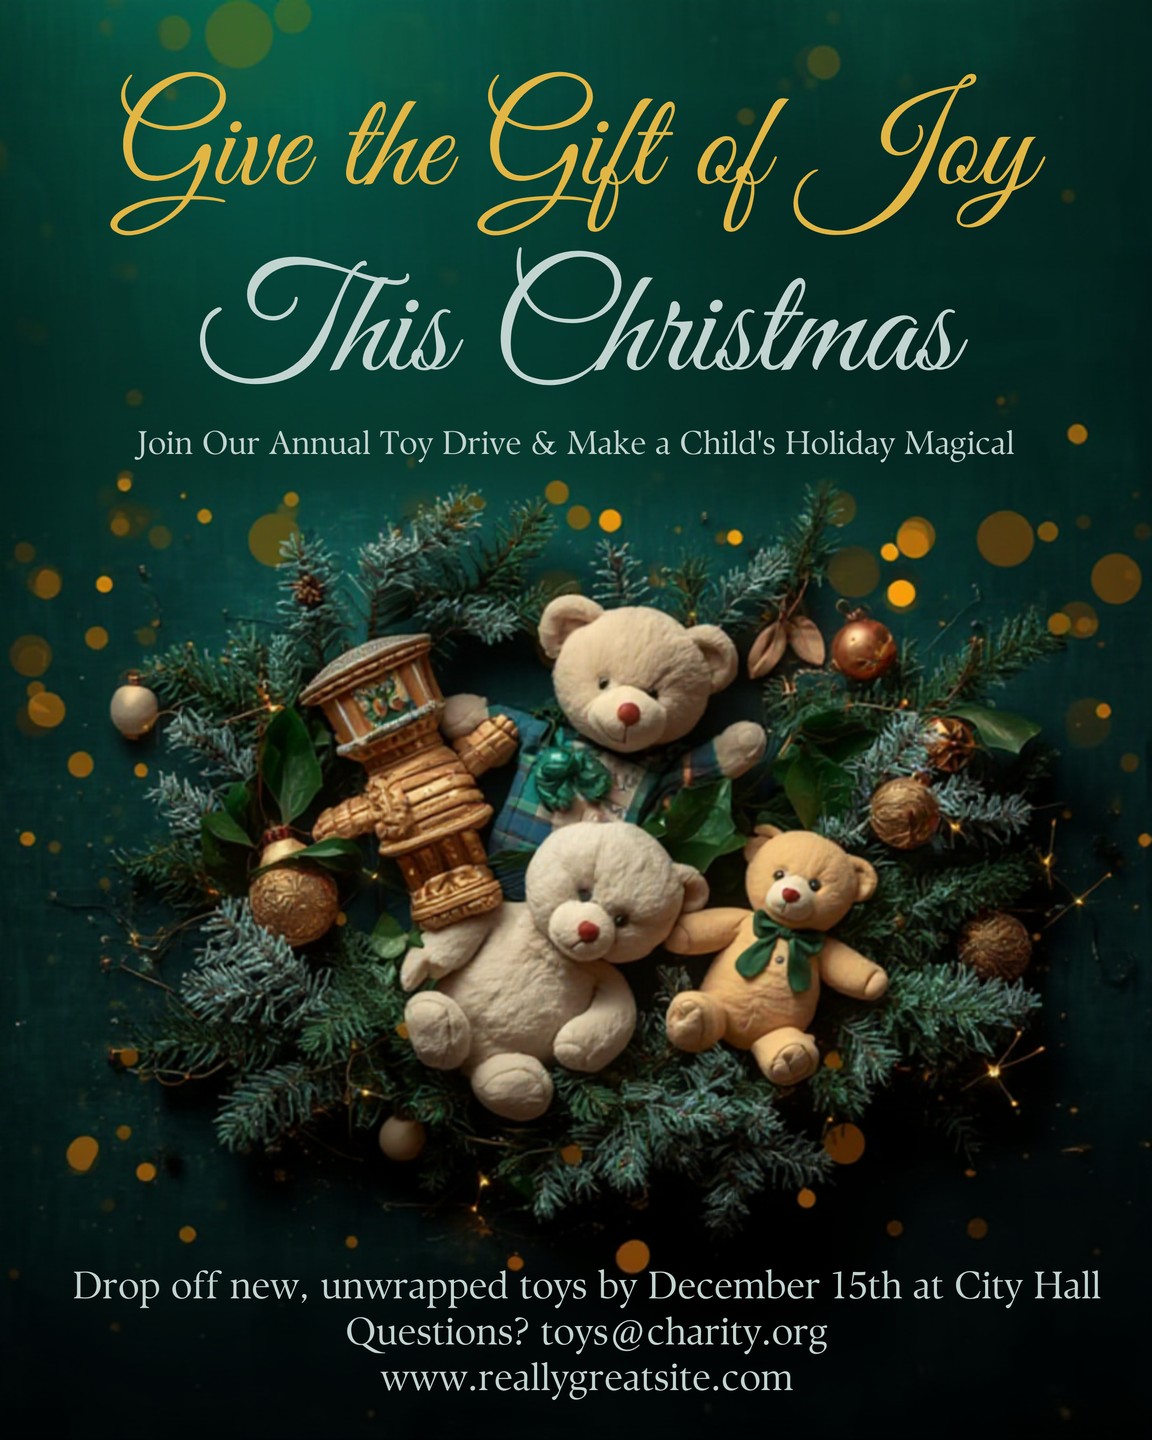 Give the Gift of Joy
This Christmas
Join Our Annual Toy Drive & Make a Child's Holiday Magical
Drop off new, unwrapped toys by December 15th at City Hall
Questions? toys@charity.org
www.reallygreatsite.com